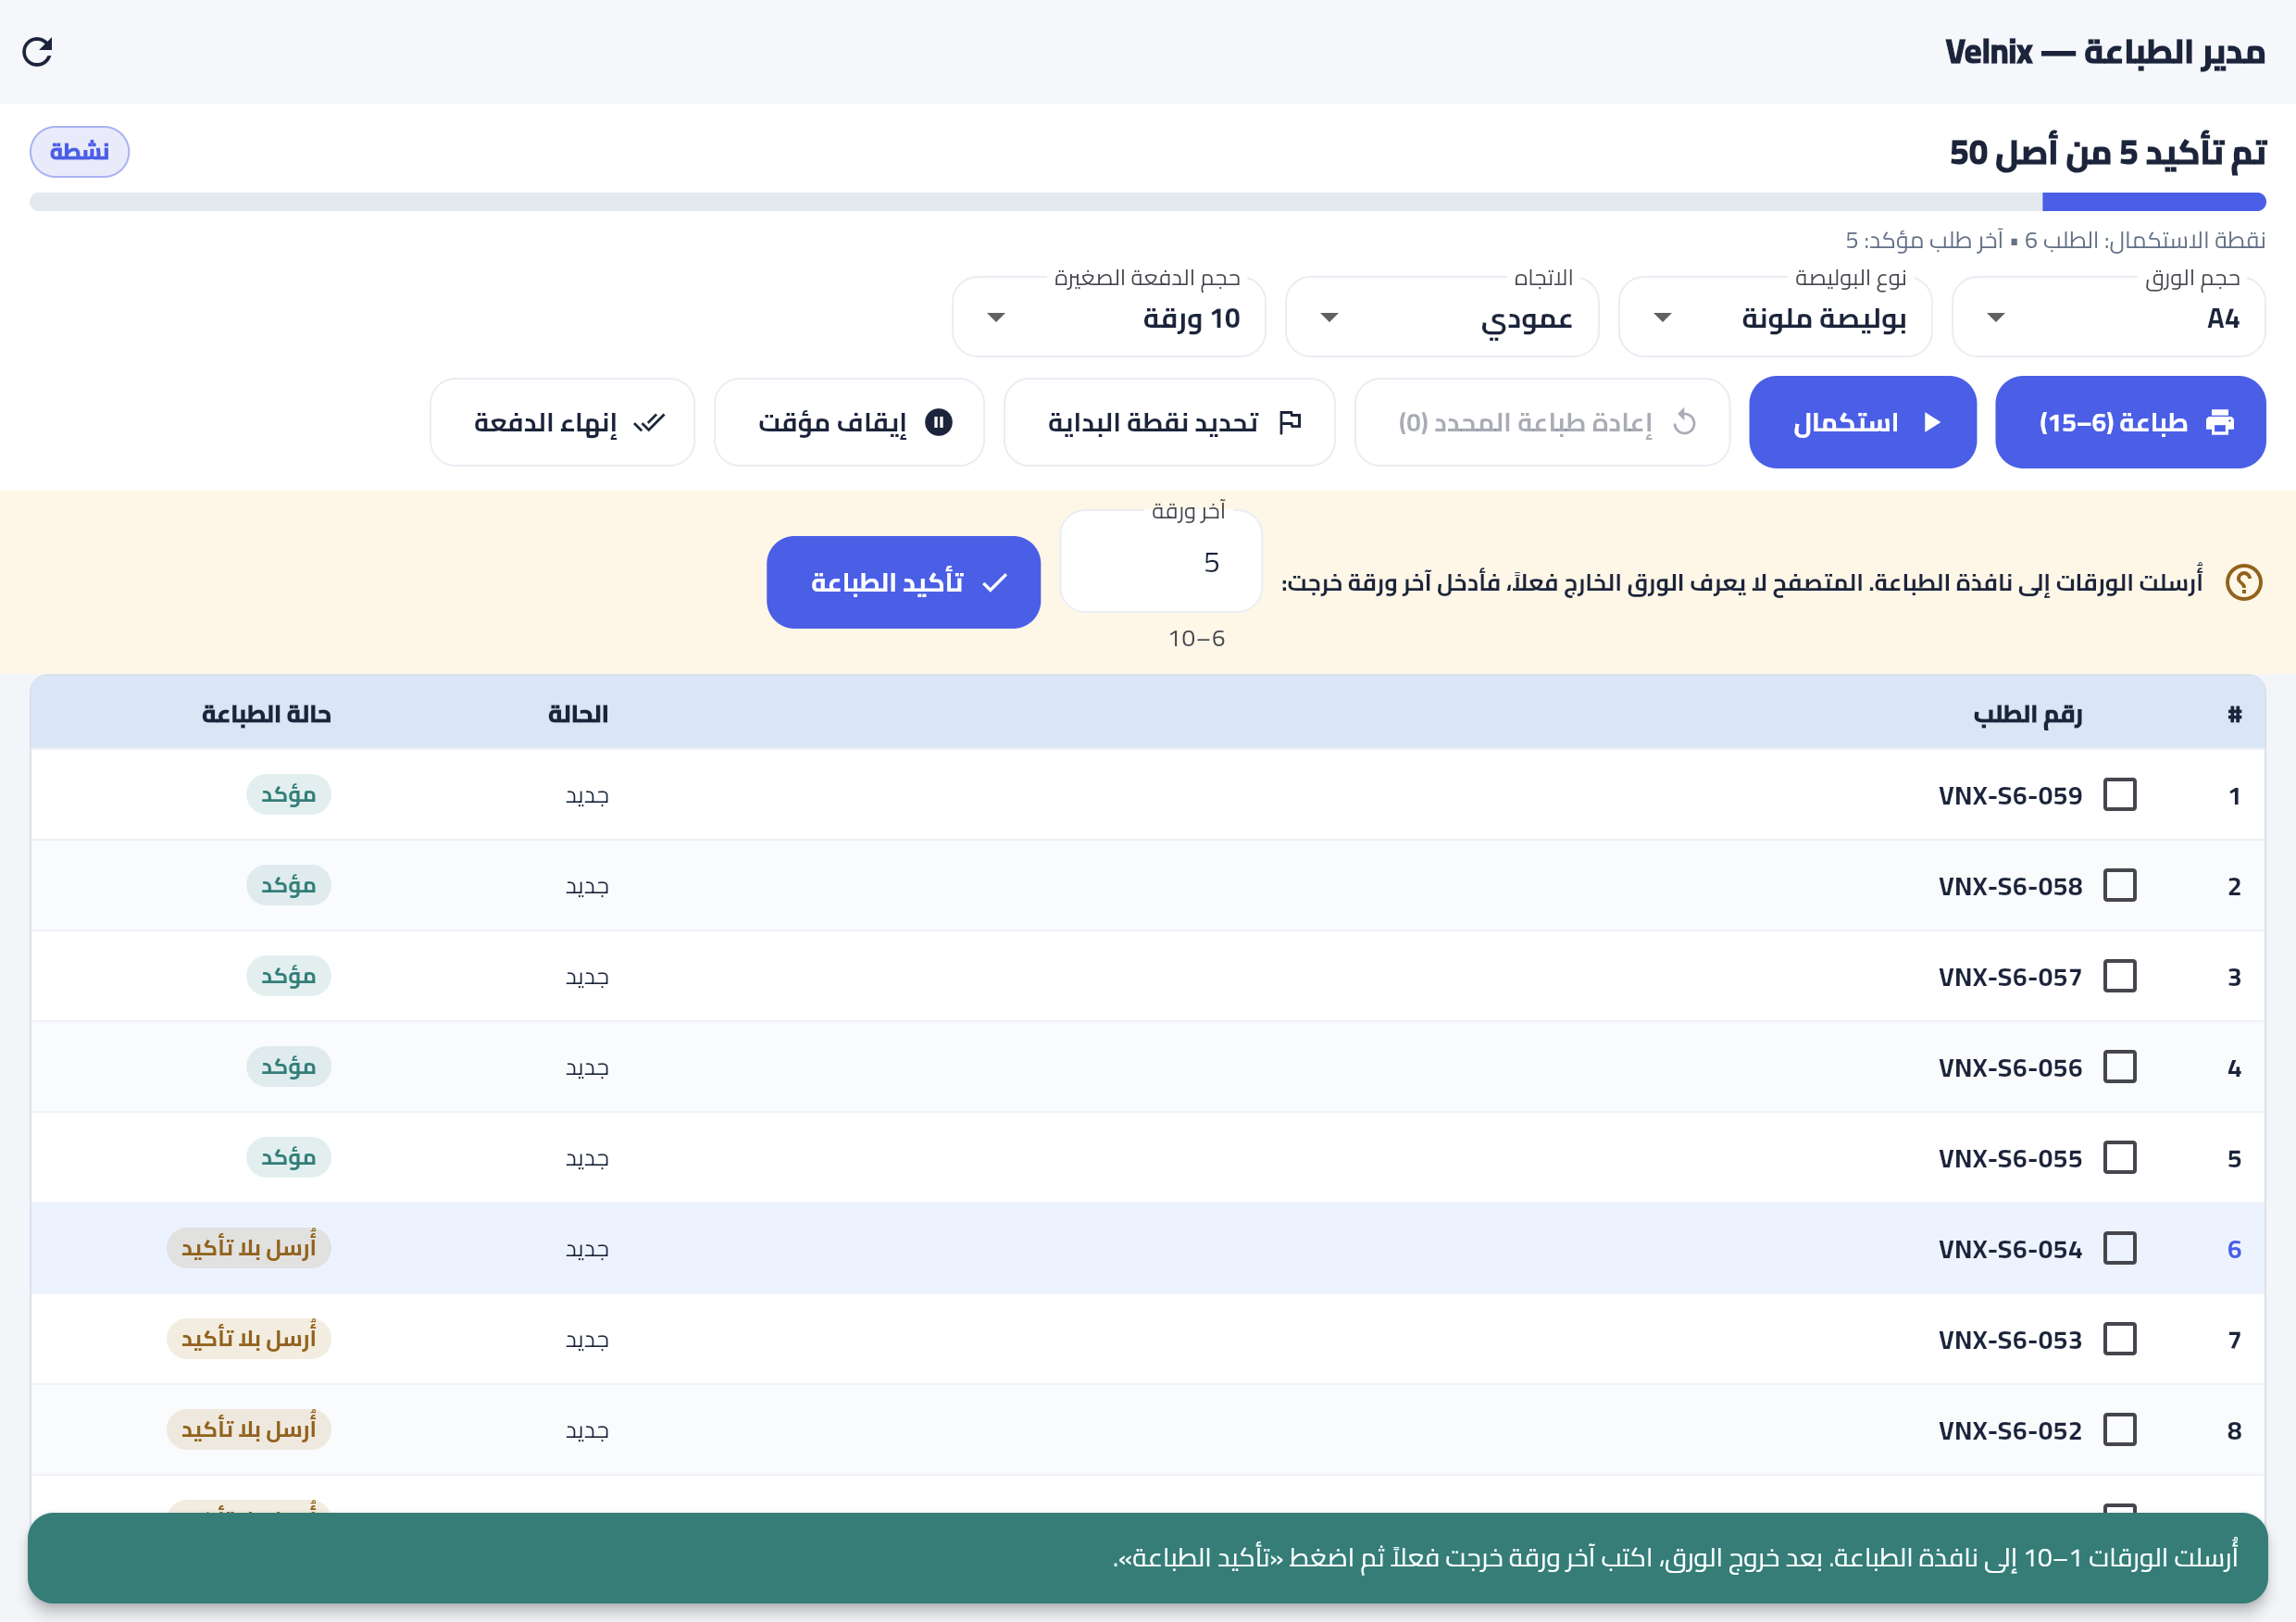 مدير الطباعة — Velnix
تم تأكيد 5 من أصل 50
نشطة
نقطة الاستكمال: الطلب 6 • آخر طلب مؤكد: 5
حجم الورق
A4
نوع البوليصة
بوليصة ملونة
الاتجاه
عمودي
حجم الدفعة الصغيرة
10 ورقة
طباعة (6–15)
استكمال
إعادة طباعة المحدد (0)
تحديد نقطة البداية
إيقاف مؤقت
إنهاء الدفعة
أُرسلت الورقات إلى نافذة الطباعة. المتصفح لا يعرف الورق الخارج فعلاً، فأدخل آخر ورقة خرجت:
آخر ورقة
5
6–10
تأكيد الطباعة
# رقم الطلب الحالة حالة الطباعة
1 VNX-S6-059 جديد مؤكد
2 VNX-S6-058 جديد مؤكد
3 VNX-S6-057 جديد مؤكد
4 VNX-S6-056 جديد مؤكد
5 VNX-S6-055 جديد مؤكد
6 VNX-S6-054 جديد أُرسل بلا تأكيد
7 VNX-S6-053 جديد أُرسل بلا تأكيد
8 VNX-S6-052 جديد أُرسل بلا تأكيد
أُرسلت الورقات 1–10 إلى نافذة الطباعة. بعد خروج الورق، اكتب آخر ورقة خرجت فعلاً ثم اضغط «تأكيد الطباعة».